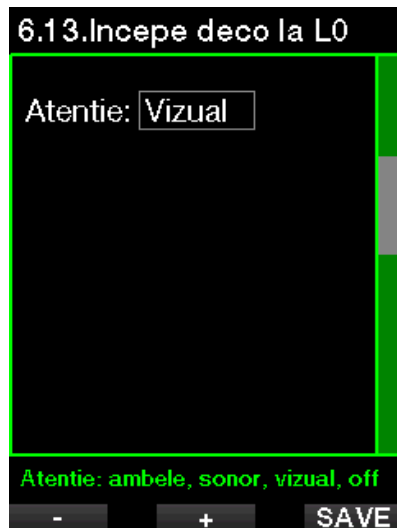 6.13.Incepe deco la L0
Atentie: Vizual
Atentie: ambele, sonor, vizual, off
- + SAVE